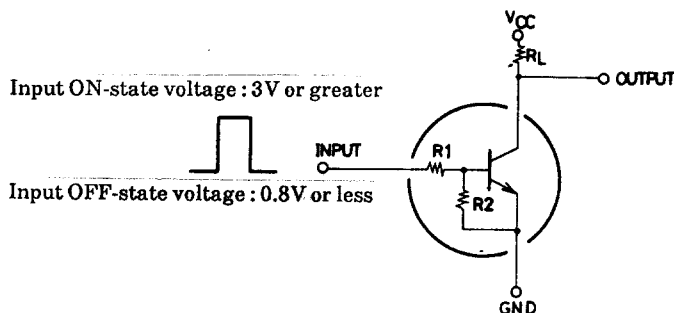 VCC
RL
OUTPUT
Input ON-state voltage : 3V or greater
INPUT
R1
R2
Input OFF-state voltage : 0.8V or less
GND